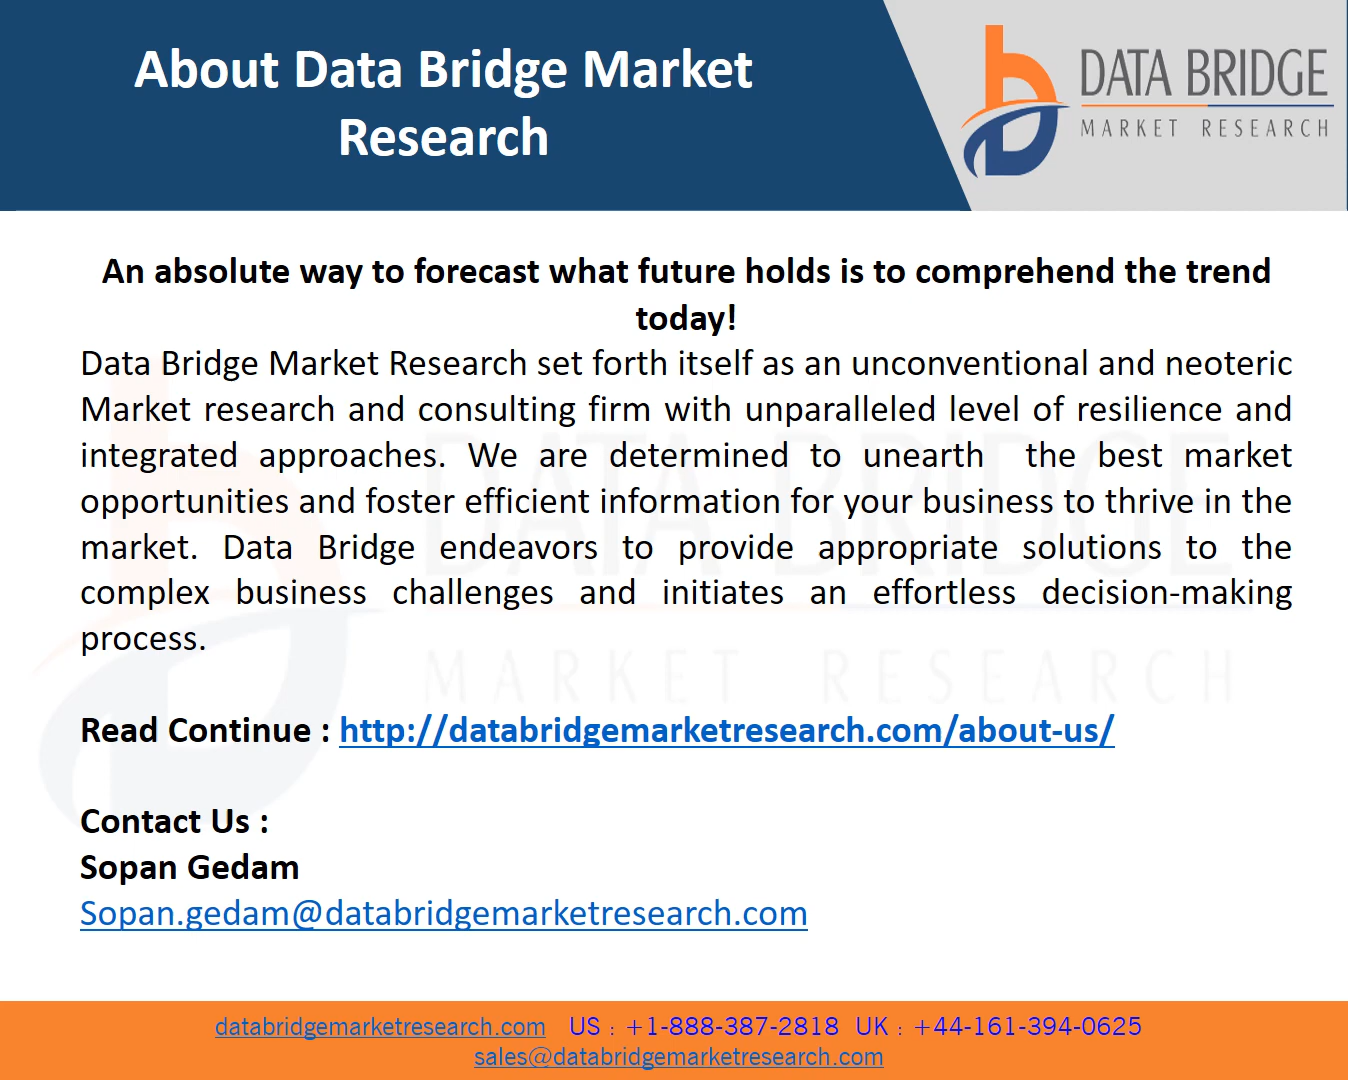 About Data Bridge Market
Research
DATA BRIDGE
MARKET RESEARCH
An absolute way to forecast what future holds is to comprehend the trend
today!
Data Bridge Market Research set forth itself as an unconventional and neoteric
Market research and consulting firm with unparalleled level of resilience and
integrated approaches. We are determined to unearth the best market
opportunities and foster efficient information for your business to thrive in the
market. Data Bridge endeavors to provide appropriate solutions to the
complex business challenges and initiates an effortless decision-making
process.
DATA BRIDGE
MARKET RESEARCH
Read Continue : http://databridgemarketresearch.com/about-us/
Contact Us :
Sopan Gedam
Sopan.gedam@databridgemarketresearch.com
databridgemarketresearch.com US : +1-888-387-2818 UK : +44-161-394-0625
sales@databridgemarketresearch.com